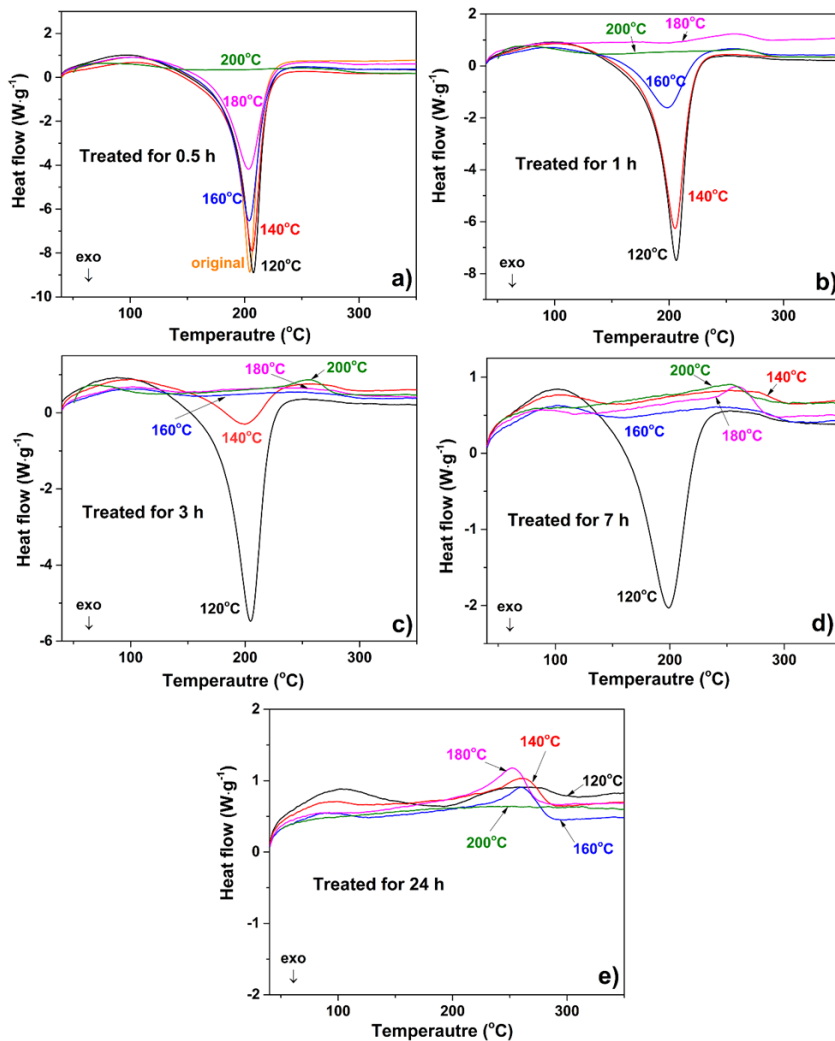 2
0
-2
-4
-6
-8
-10
Heat flow (W·g-1)
200°C
180°C
Treated for 0.5 h
160°C
140°C
original
120°C
exo
↓
a)
100
200
300
Temperautre (°C)
2
0
-2
-4
-6
-8
Heat flow (W·g-1)
180°C
200°C
160°C
Treated for 1 h
140°C
120°C
exo
↓
b)
100
200
300
Temperautre (°C)
2
0
-2
-4
-6
Heat flow (W·g-1)
200°C
180°C
160°C
140°C
Treated for 3 h
120°C
exo
↓
c)
100
200
300
Temperautre (°C)
1
0
-1
-2
Heat flow (W·g-1)
200°C
140°C
160°C
180°C
Treated for 7 h
120°C
exo
↓
d)
100
200
300
Temperautre (°C)
2
1
0
-1
-2
Heat flow (W·g-1)
180°C
140°C
120°C
200°C
160°C
Treated for 24 h
exo
↓
e)
100
200
300
Temperautre (°C)